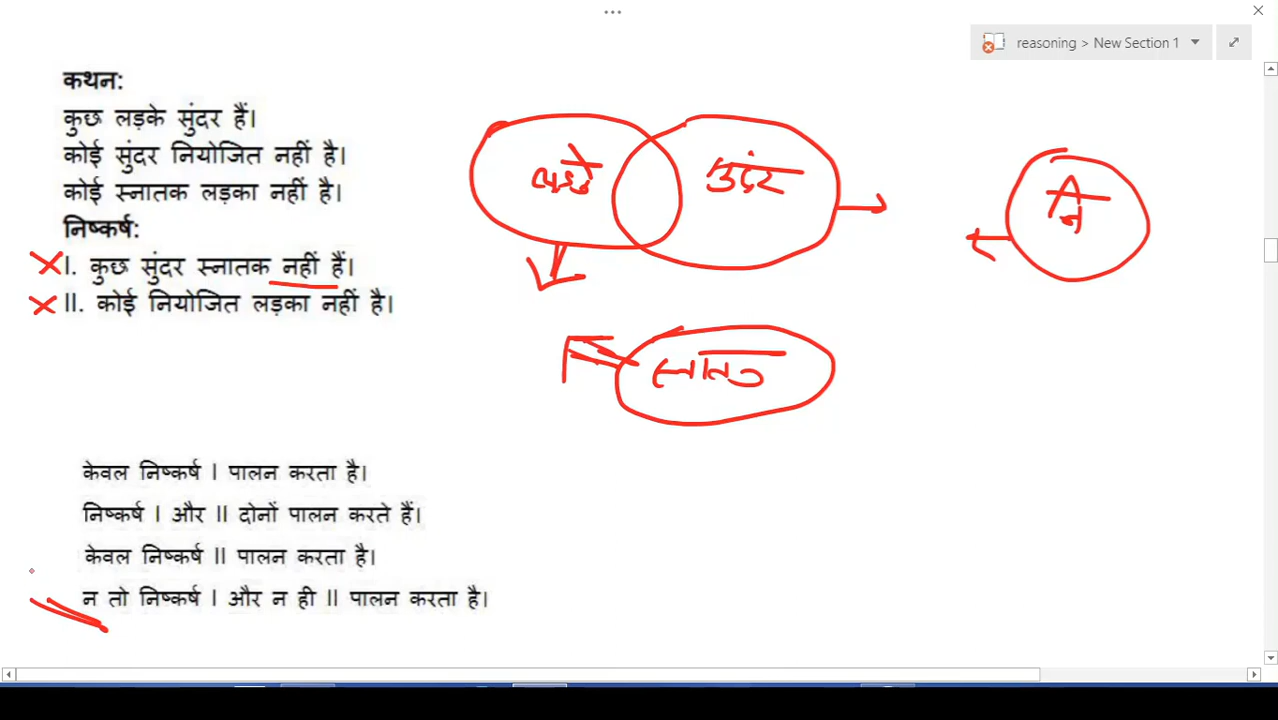 reasoning > New Section 1
कथन:
कुछ लड़के सुंदर हैं।
कोई सुंदर नियोजित नहीं है।
कोई स्नातक लड़का नहीं है।
निष्कर्ष:
I. कुछ सुंदर स्नातक नहीं हैं।
II. कोई नियोजित लड़का नहीं है।
लड़के
सुंदर
स्नातक
केवल निष्कर्ष I पालन करता है।
निष्कर्ष I और II दोनों पालन करते हैं।
केवल निष्कर्ष II पालन करता है।
न तो निष्कर्ष I और न ही II पालन करता है।